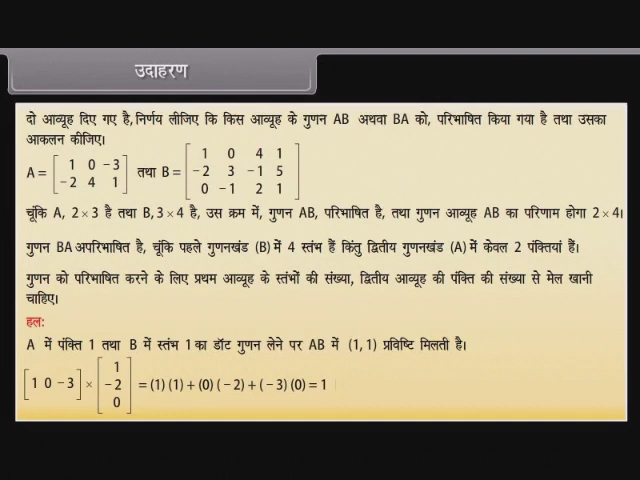 उदाहरण
दो आव्यूह दिए गए है, निर्णय लीजिए कि किस आव्यूह के गुणन AB अथवा BA को, परिभाषित किया गया है तथा उसका
आकलन कीजिए।
A = [1 0 −3; −2 4 1] तथा B = [1 0 4 1; −2 3 −1 5; 0 −1 2 1]
चूंकि A, 2 × 3 है तथा B, 3 × 4 है, उस क्रम में, गुणन AB, परिभाषित है, तथा गुणन आव्यूह AB का परिणाम होगा 2 × 4।
गुणन BA अपरिभाषित है, चूंकि पहले गुणनखंड (B) में 4 स्तंभ हैं किंतु द्वितीय गुणनखंड (A) में केवल 2 पंक्तियां हैं।
गुणन को परिभाषित करने के लिए प्रथम आव्यूह के स्तंभों की संख्या, द्वितीय आव्यूह की पंक्ति की संख्या से मेल खानी
चाहिए।
हल:
A में पंक्ति 1 तथा B में स्तंभ 1 का डॉट गुणन लेने पर AB में (1, 1) प्रविष्टि मिलती है।
[1 0 −3] × [1; −2; 0] = (1) (1) + (0) (−2) + (−3) (0) = 1